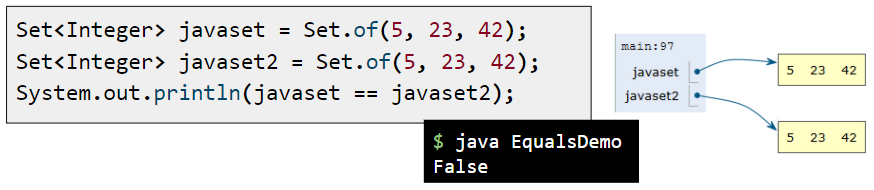 Set<Integer> javaset = Set.of(5, 23, 42);
Set<Integer> javaset2 = Set.of(5, 23, 42);
System.out.println(javaset == javaset2);
$ java EqualsDemo
False
main:97
javaset
javaset2
5 23 42
5 23 42